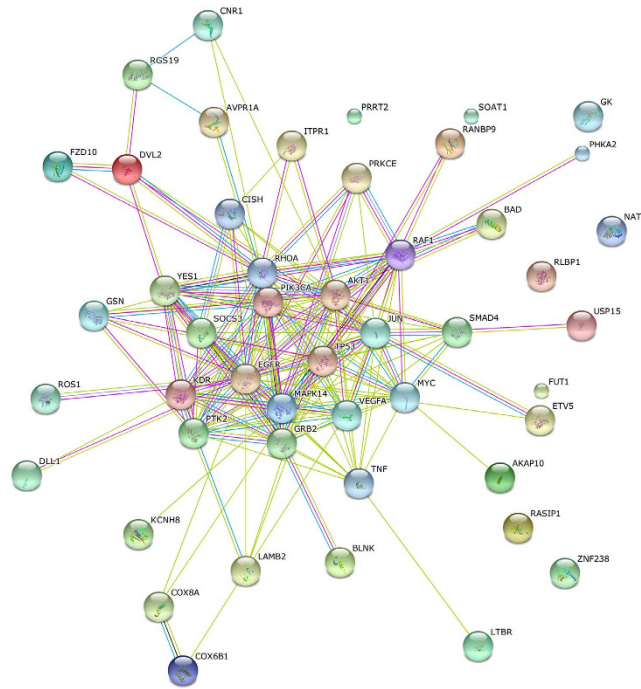 CNR1
RGS19
AVPR1A
PRRT2
SOAT1
GK
ITPR1
RANBP9
PHKA2
FZD10
DVL2
PRKCE
CISH
BAD
NAT
RAF1
RHOA
RLBP1
YES1
PIK3CA
AKT1
GSN
SOCS3
JUN
SMAD4
USP15
TP53
EGFR
ROS1
KDR
MAPK14
VEGFA
MYC
FUT1
ETV5
PTK2
GRB2
DLL1
TNF
AKAP10
KCNH8
RASIP1
LAMB2
BLNK
ZNF238
COX8A
LTBR
COX6B1